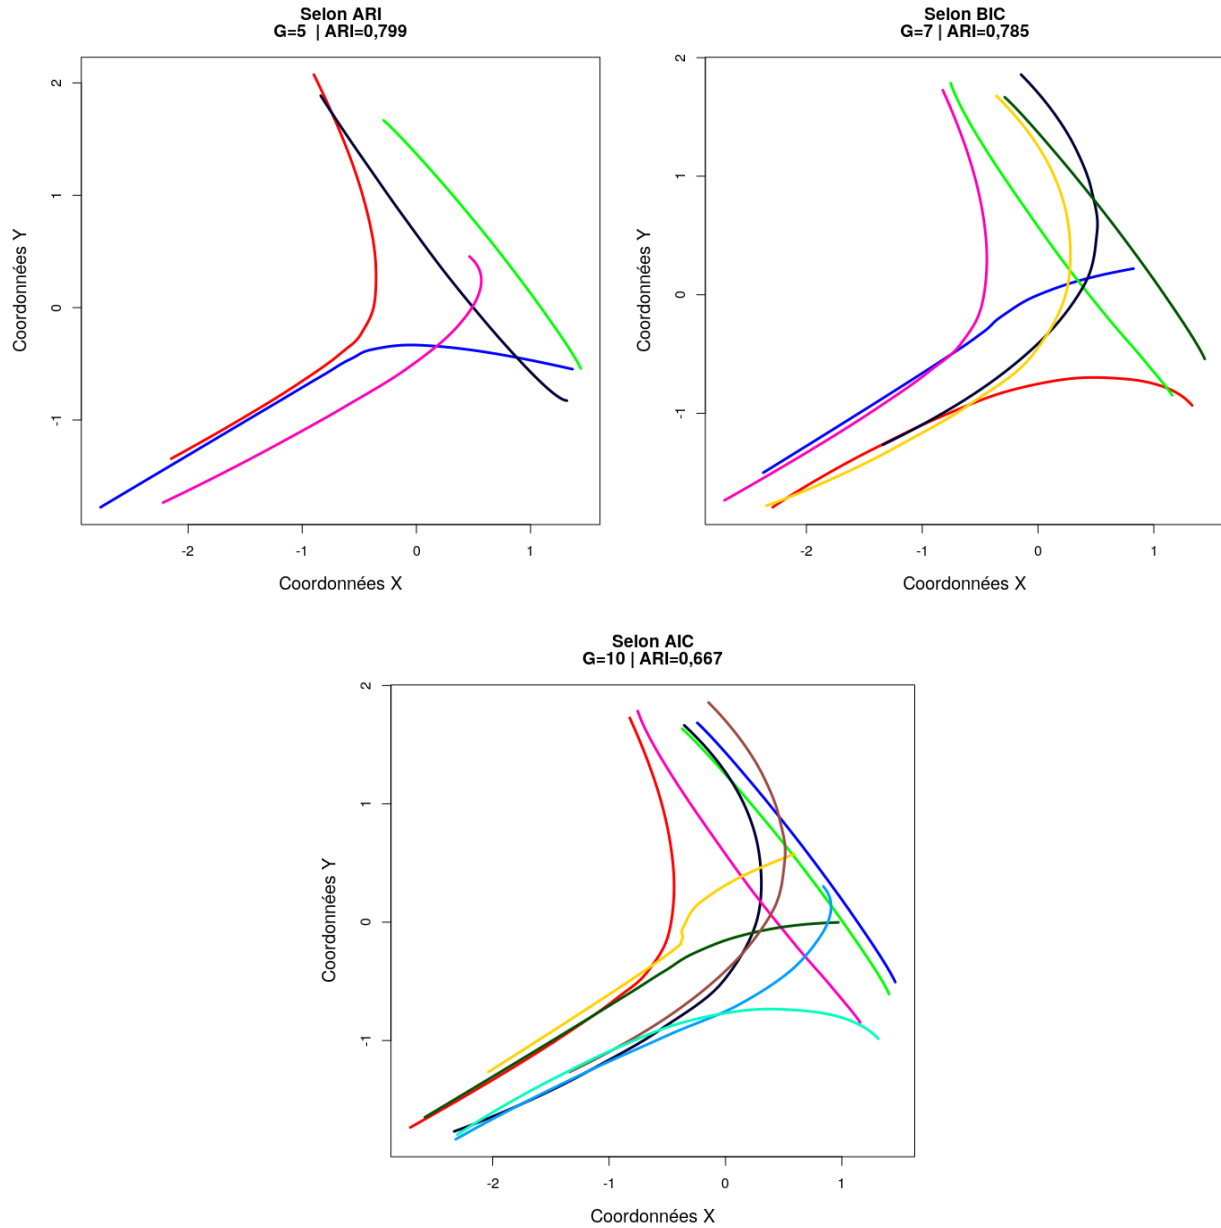 Selon ARI
G=5 | ARI=0,799
2
1
0
-1
-2
-1
0
1
Coordonnées Y
Coordonnées X
Selon BIC
G=7 | ARI=0,785
2
1
0
-1
-2
-1
0
1
Coordonnées Y
Coordonnées X
Selon AIC
G=10 | ARI=0,667
2
1
0
-1
-2
-1
0
1
Coordonnées Y
Coordonnées X